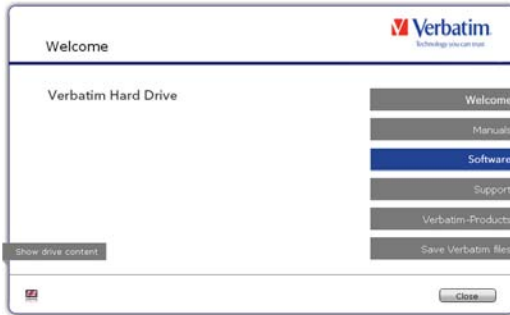 Verbatim.
Technology you can trust
Welcome
Verbatim Hard Drive
Welcome
Manuals
Software
Support
Verbatim-Products
Save Verbatim files
Show drive content
Close